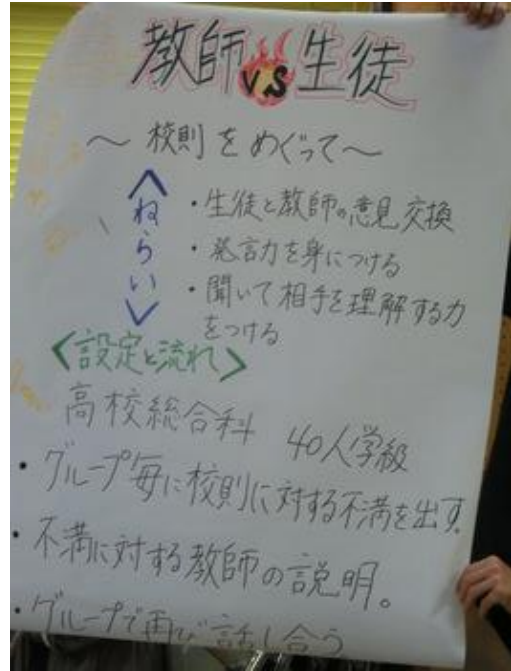 教師vs生徒
～校則をめぐって～
＜ねらい＞
・生徒と教師の意見交換
・発言力を身につける
・聞いて相手を理解する力
をつける
＜設定と流れ＞
高校総合科 40人学級
・グループ毎に校則に対する不満を出す。
・不満に対する教師の説明。
・グループで再び話し合う